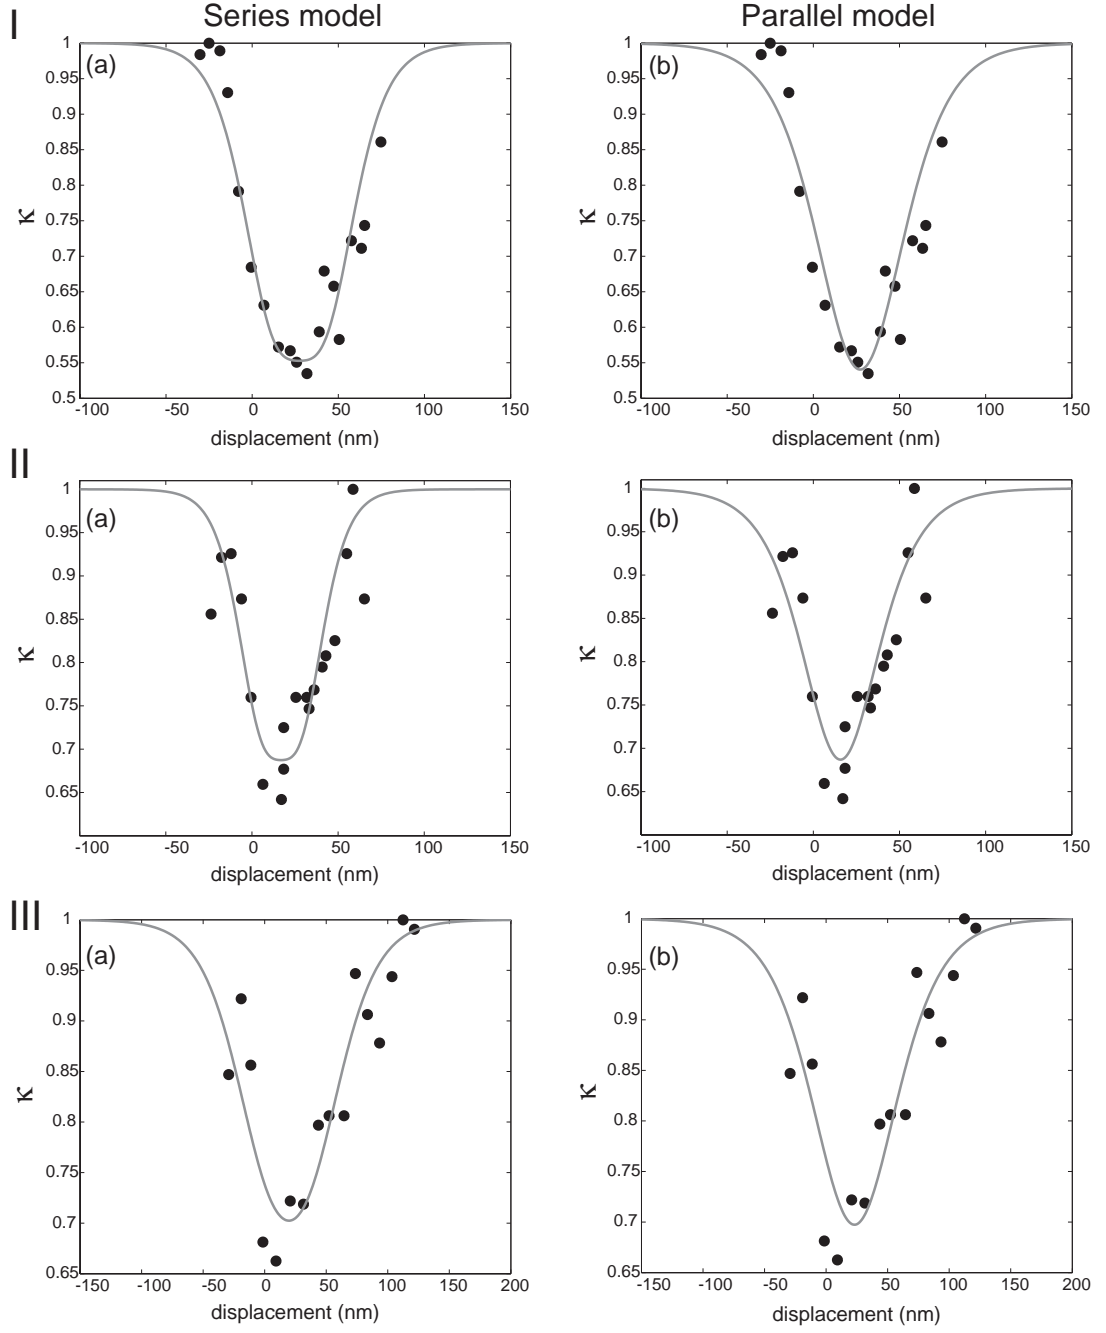 Series model Parallel model
I
(a) (b)
1 0.95 0.9 0.85 0.8 0.75 0.7 0.65 0.6 0.55 0.5
κ
-100 -50 0 50 100 150
displacement (nm)
1 0.95 0.9 0.85 0.8 0.75 0.7 0.65 0.6 0.55 0.5
κ
-100 -50 0 50 100 150
displacement (nm)
II
(a) (b)
1 0.95 0.9 0.85 0.8 0.75 0.7 0.65
κ
-100 -50 0 50 100 150
displacement (nm)
1 0.95 0.9 0.85 0.8 0.75 0.7 0.65
κ
-100 -50 0 50 100 150
displacement (nm)
III
(a) (b)
1 0.95 0.9 0.85 0.8 0.75 0.7 0.65
κ
-150 -100 -50 0 50 100 150 200
displacement (nm)
1 0.95 0.9 0.85 0.8 0.75 0.7 0.65
κ
-150 -100 -50 0 50 100 150 200
displacement (nm)